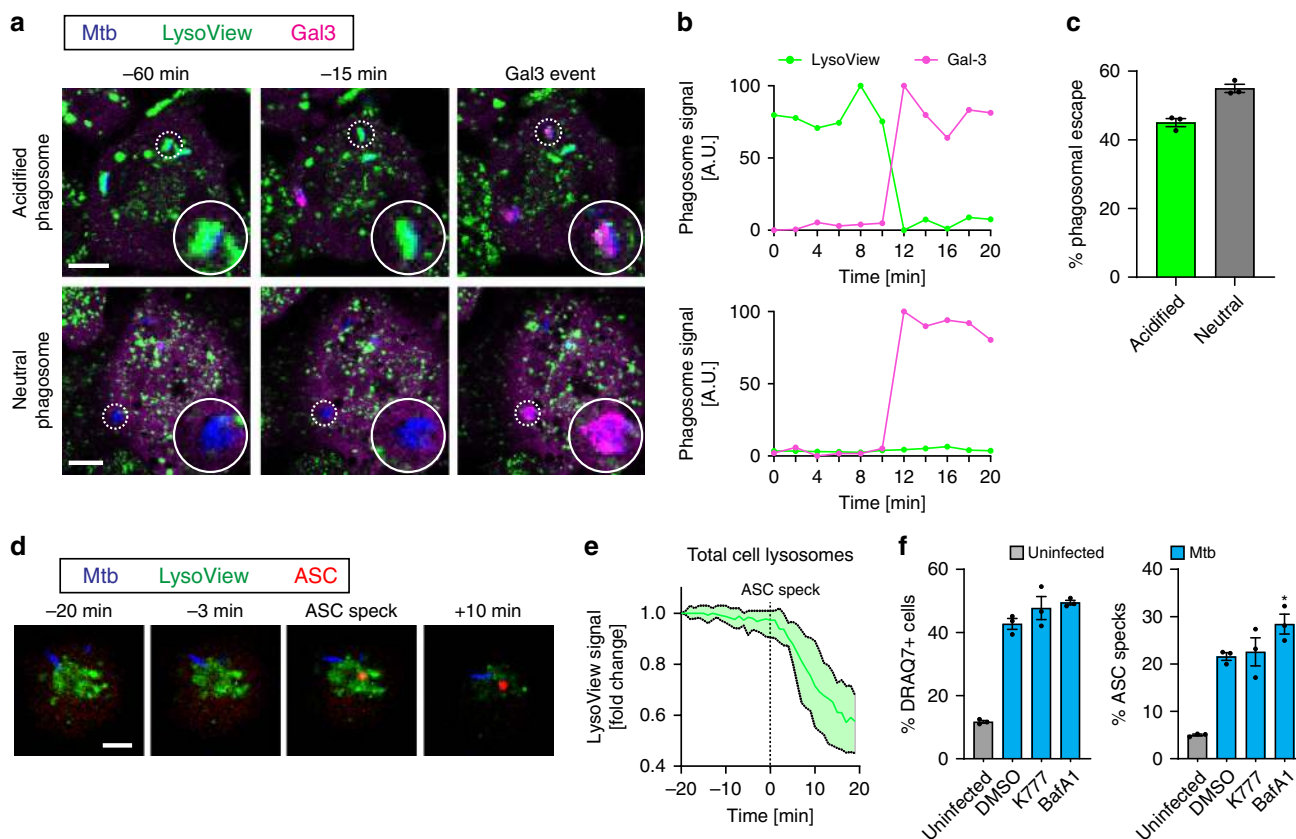 a
Mtb LysoView Gal3
–60 min –15 min Gal3 event
Acidified
phagosome
Neutral
phagosome
b
LysoView Gal-3
Phagosome signal
[A.U.]
100
50
0
0 4 8 12 16 20
Time [min]
Phagosome signal
[A.U.]
100
50
0
0 4 8 12 16 20
Time [min]
c
% phagosomal escape
60
40
20
0
Acidified
Neutral
d
Mtb LysoView ASC
–20 min –3 min ASC speck +10 min
e
Total cell lysosomes
ASC speck
LysoView signal
[fold change]
1.0
0.8
0.6
0.4
–20 –10 0 10 20
Time [min]
f
Uninfected Mtb
% DRAQ7+ cells
60
40
20
0
Uninfected
DMSO
K777
BafA1
% ASC specks
40
30
20
10
0
*
Uninfected
DMSO
K777
BafA1